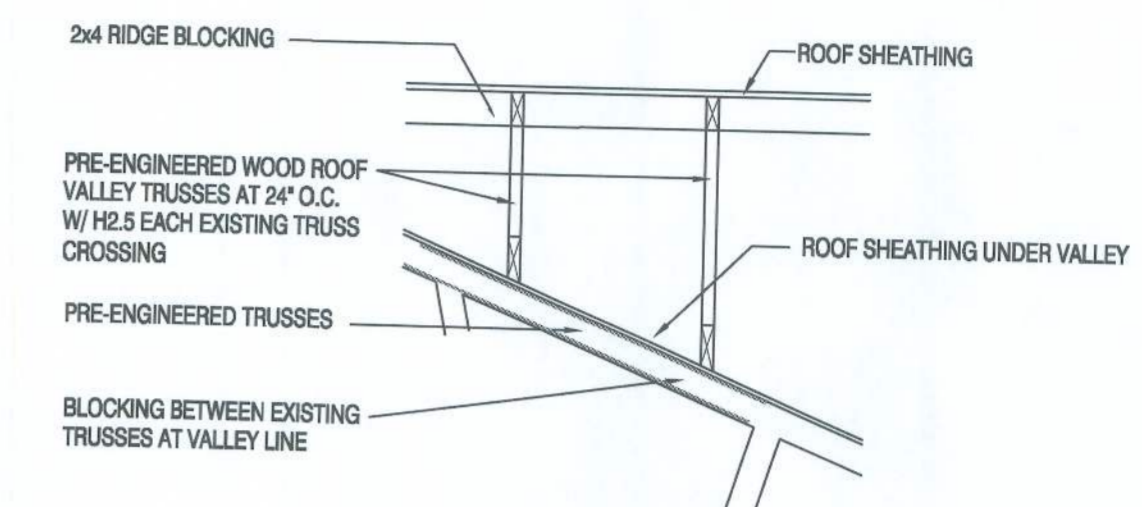 2x4 RIDGE BLOCKING
ROOF SHEATHING
PRE-ENGINEERED WOOD ROOF
VALLEY TRUSSES AT 24" O.C.
W/ H2.5 EACH EXISTING TRUSS
CROSSING
ROOF SHEATHING UNDER VALLEY
PRE-ENGINEERED TRUSSES
BLOCKING BETWEEN EXISTING
TRUSSES AT VALLEY LINE